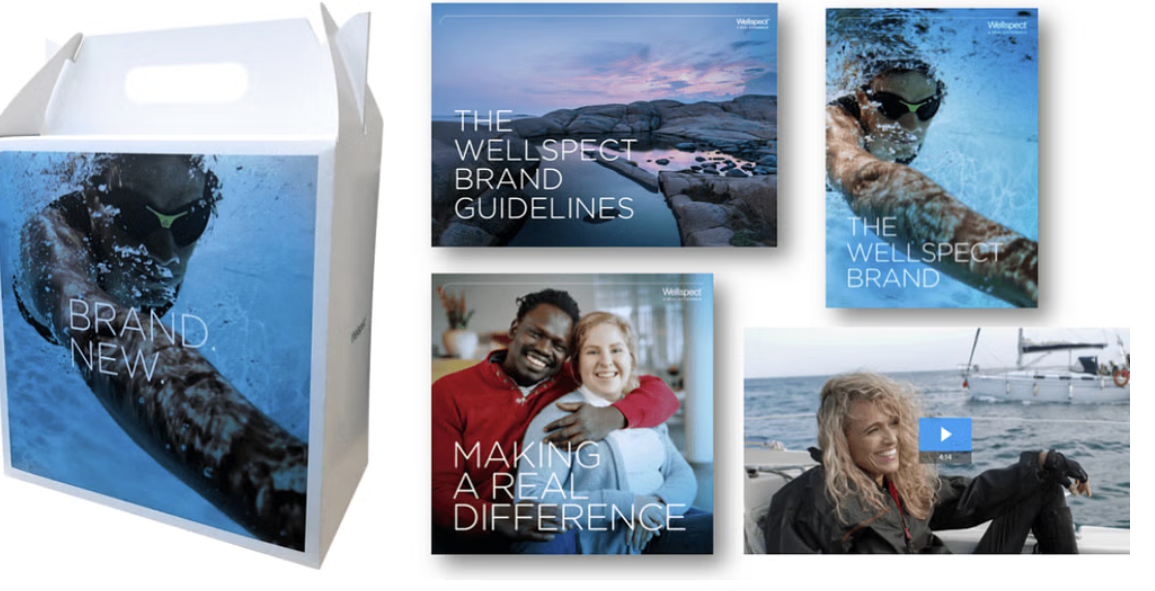 BRAND.
NEW.
Wellspect
THE
WELLSPECT
BRAND
GUIDELINES
Wellspect
THE
WELLSPECT
BRAND
Wellspect
MAKING
A REAL
DIFFERENCE
4:14